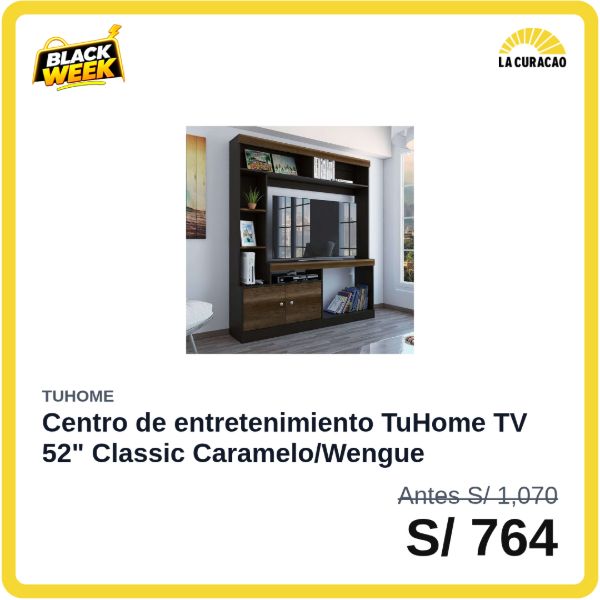 BLACK
WEEK
LA CURACAO
TUHOME
Centro de entretenimiento TuHome TV
52" Classic Caramelo/Wengue
Antes S/ 1,070
S/ 764